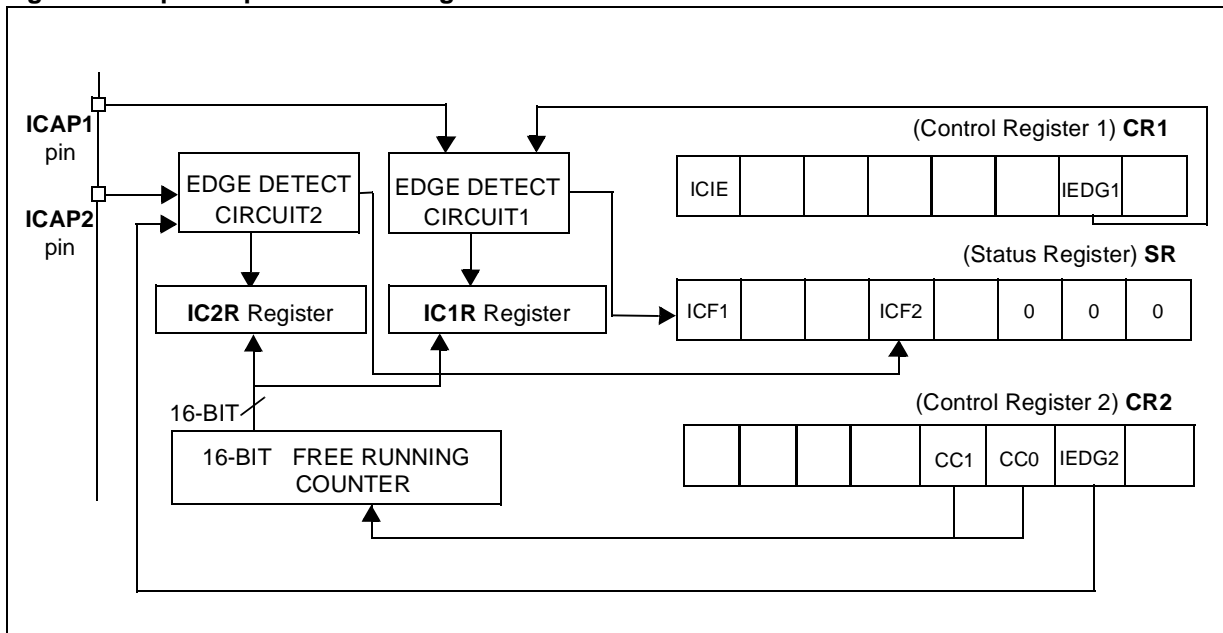 ICAP1
pin
ICAP2
pin
EDGE DETECT
CIRCUIT2
EDGE DETECT
CIRCUIT1
IC2R Register
IC1R Register
16-BIT
16-BIT FREE RUNNING
COUNTER
(Control Register 1) CR1
ICIE IEDG1
(Status Register) SR
ICF1 ICF2 0 0 0
(Control Register 2) CR2
CC1 CC0 IEDG2